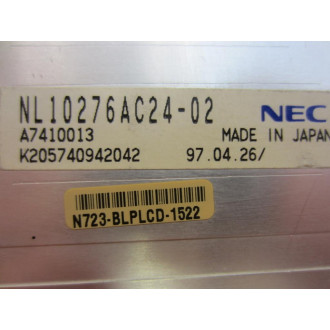 NL10276AC24-02 NEC
A7410013 MADE IN JAPAN
K205740942042 97.04.26/
N723-BLPLCD-1522